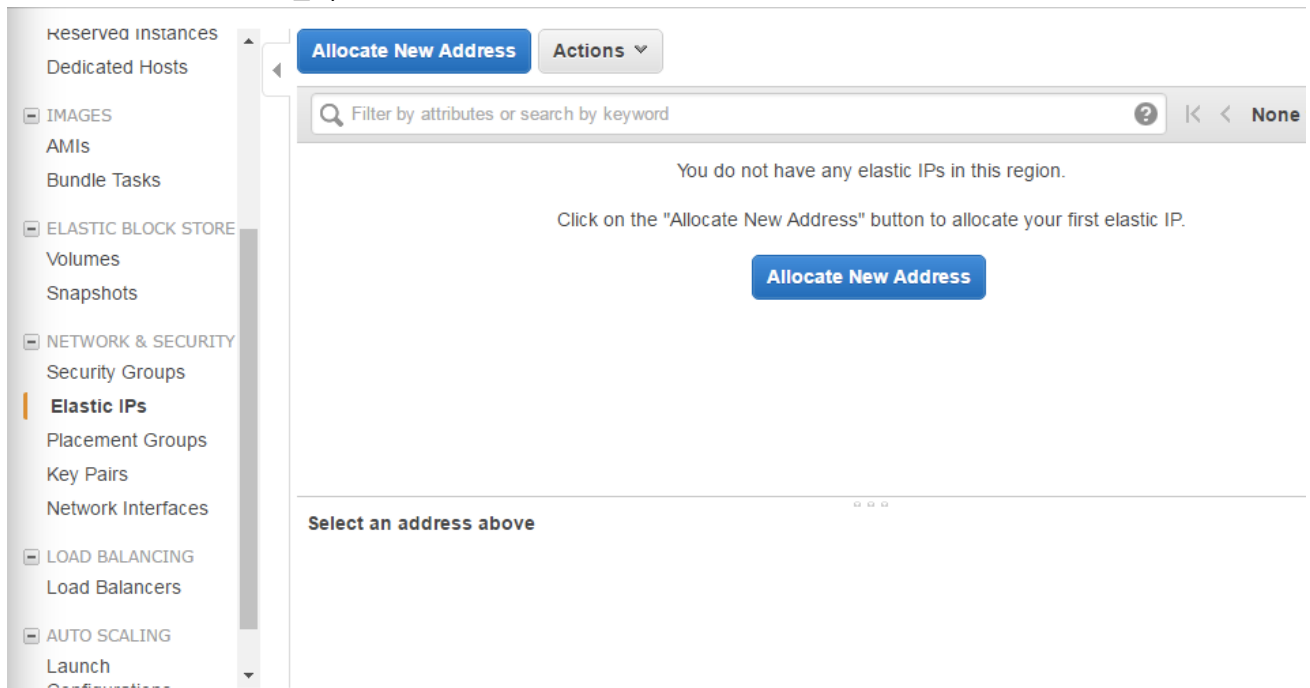 Reserved Instances
Dedicated Hosts
IMAGES
AMIs
Bundle Tasks
ELASTIC BLOCK STORE
Volumes
Snapshots
NETWORK & SECURITY
Security Groups
Elastic IPs
Placement Groups
Key Pairs
Network Interfaces
LOAD BALANCING
Load Balancers
AUTO SCALING
Launch
Configurations
Allocate New Address
Actions
Filter by attributes or search by keyword
None
You do not have any elastic IPs in this region.
Click on the "Allocate New Address" button to allocate your first elastic IP.
Allocate New Address
Select an address above